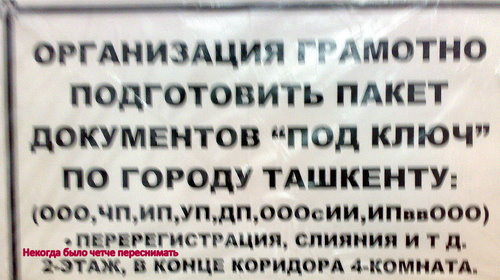 ОРГАНИЗАЦИЯ ГРАМОТНО
ПОДГОТОВИТЬ ПАКЕТ
ДОКУМЕНТОВ “ПОД КЛЮЧ”
ПО ГОРОДУ ТАШКЕНТУ:
(ООО,ЧП,ИП,УП,ДП,ОООсИИ,ИПввООО)
• ПЕРЕРЕГИСТРАЦИЯ, СЛИЯНИЯ И Т Д.
Некогда было четче переснимать
2-ЭТАЖ, В КОНЦЕ КОРИДОРА 4-КОМНАТА.